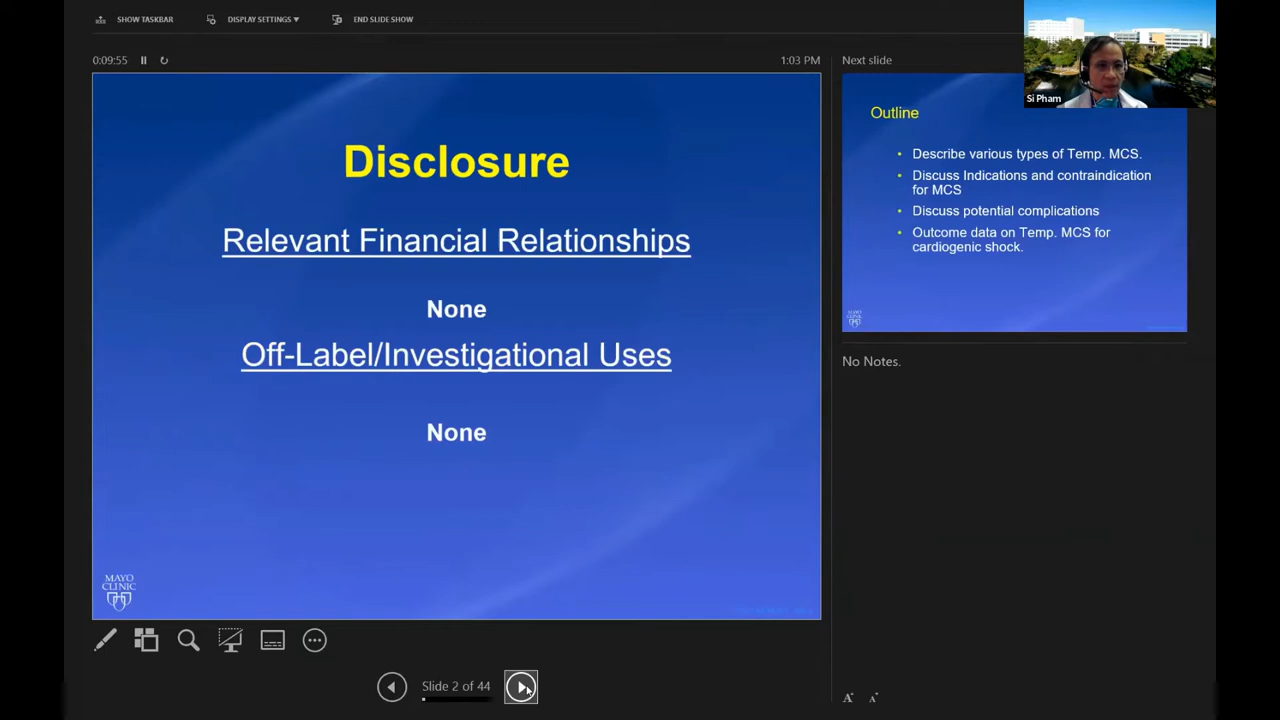 SHOW TASKBAR
DISPLAY SETTINGS ▼
END SLIDE SHOW
0:09:55
1:03 PM
Disclosure
Relevant Financial Relationships
None
Off-Label/Investigational Uses
None
MAYO
CLINIC
Slide 2 of 44
Next slide
Si Pham
Outline
• Describe various types of Temp. MCS.
• Discuss Indications and contraindication
for MCS
• Discuss potential complications
• Outcome data on Temp. MCS for
cardiogenic shock.
MAYO
CLINIC
No Notes.
A
A